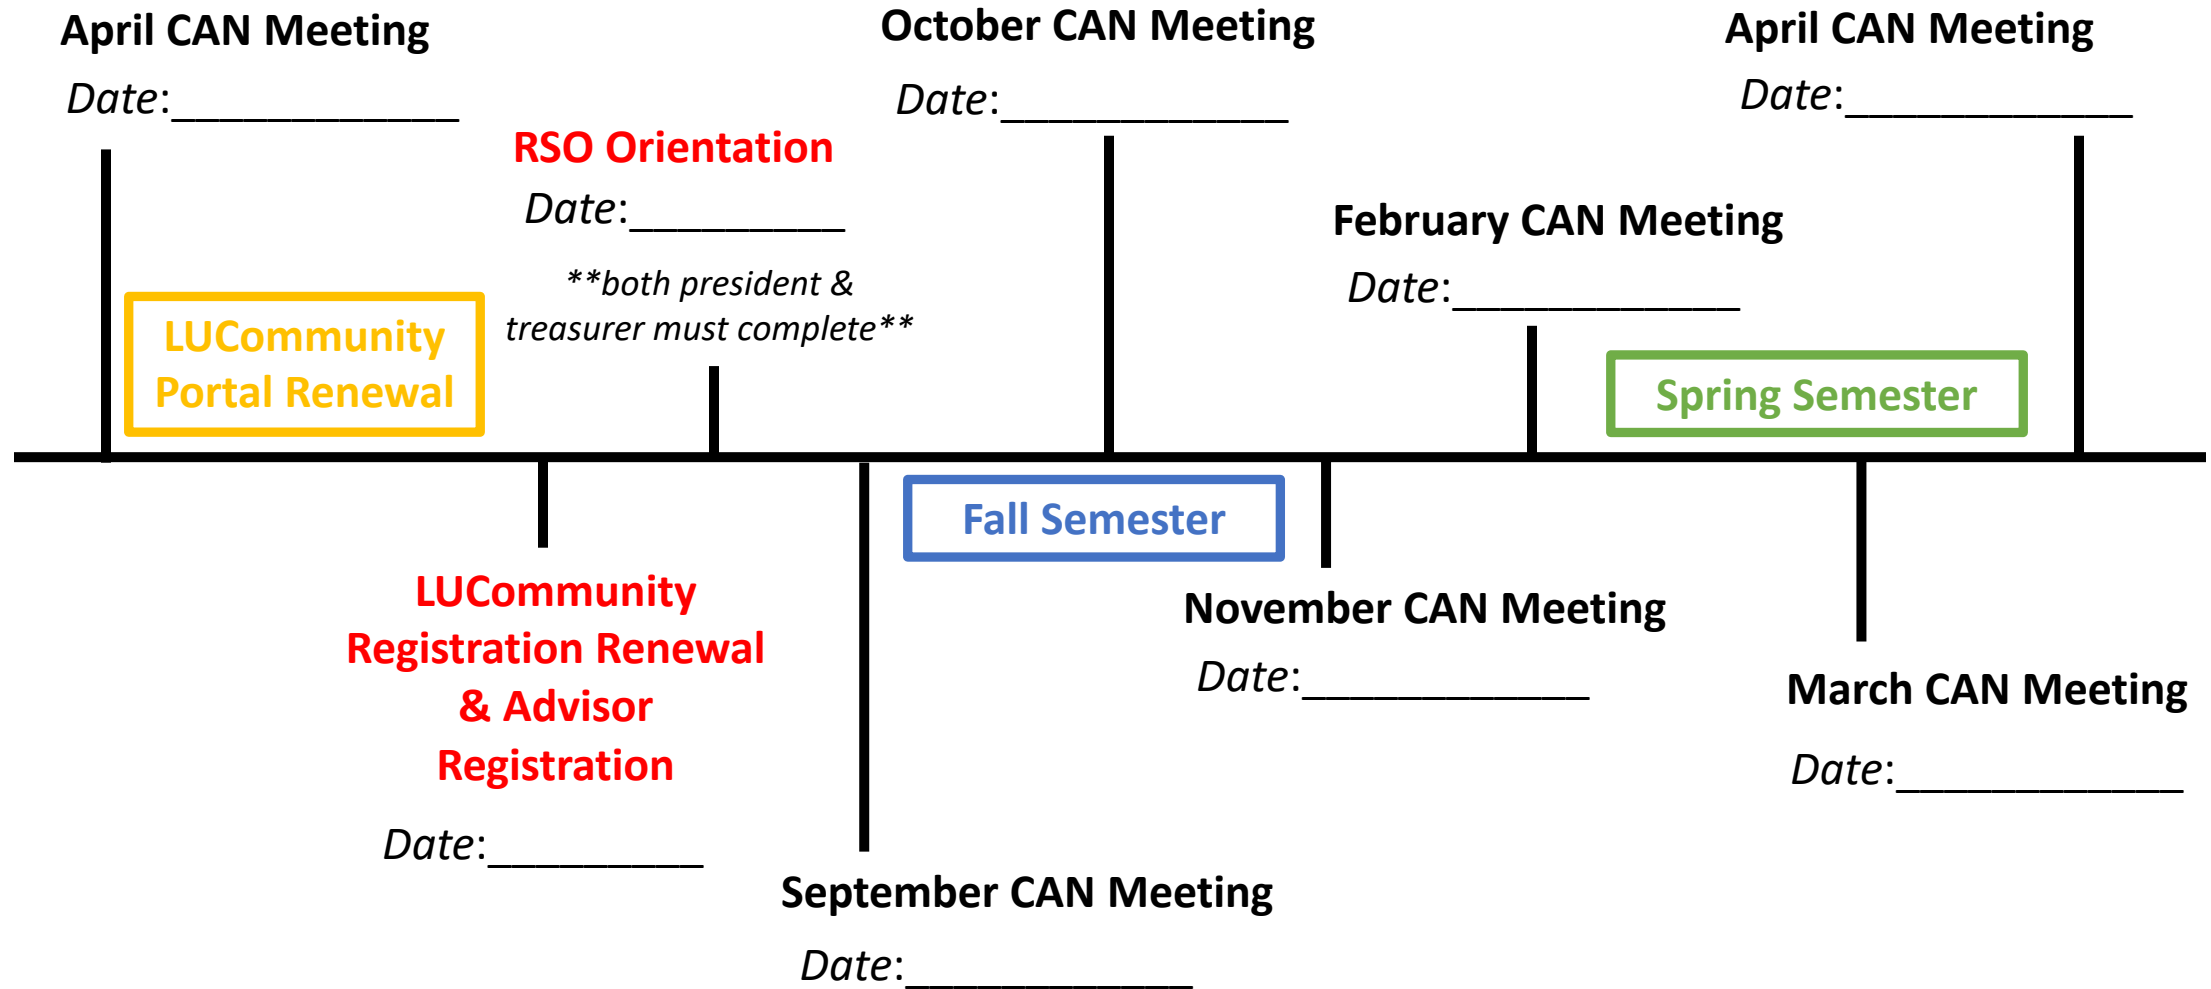 April CAN Meeting
Date:____________
October CAN Meeting
Date:____________
April CAN Meeting
Date:____________
RSO Orientation
Date:_________
**both president &
treasurer must complete**
February CAN Meeting
Date:____________
LUCommunity
Portal Renewal
Spring Semester
Fall Semester
LUCommunity
Registration Renewal
& Advisor
Registration
Date:_________
November CAN Meeting
Date:____________
March CAN Meeting
Date:____________
September CAN Meeting
Date:____________